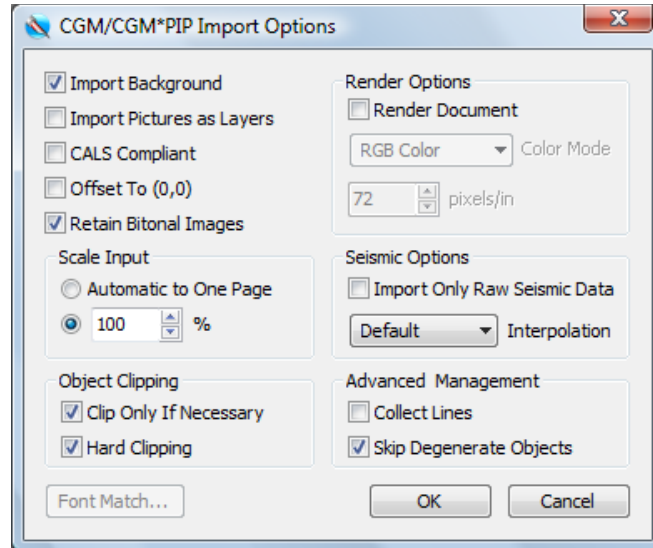 CGM/CGM*PIP Import Options
Import Background
Import Pictures as Layers
CALS Compliant
Offset To (0,0)
Retain Bitonal Images
Render Options
Render Document
RGB Color Color Mode
72 pixels/in
Scale Input
Automatic to One Page
100 %
Seismic Options
Import Only Raw Seismic Data
Default Interpolation
Object Clipping
Clip Only If Necessary
Hard Clipping
Advanced Management
Collect Lines
Skip Degenerate Objects
Font Match...
OK
Cancel